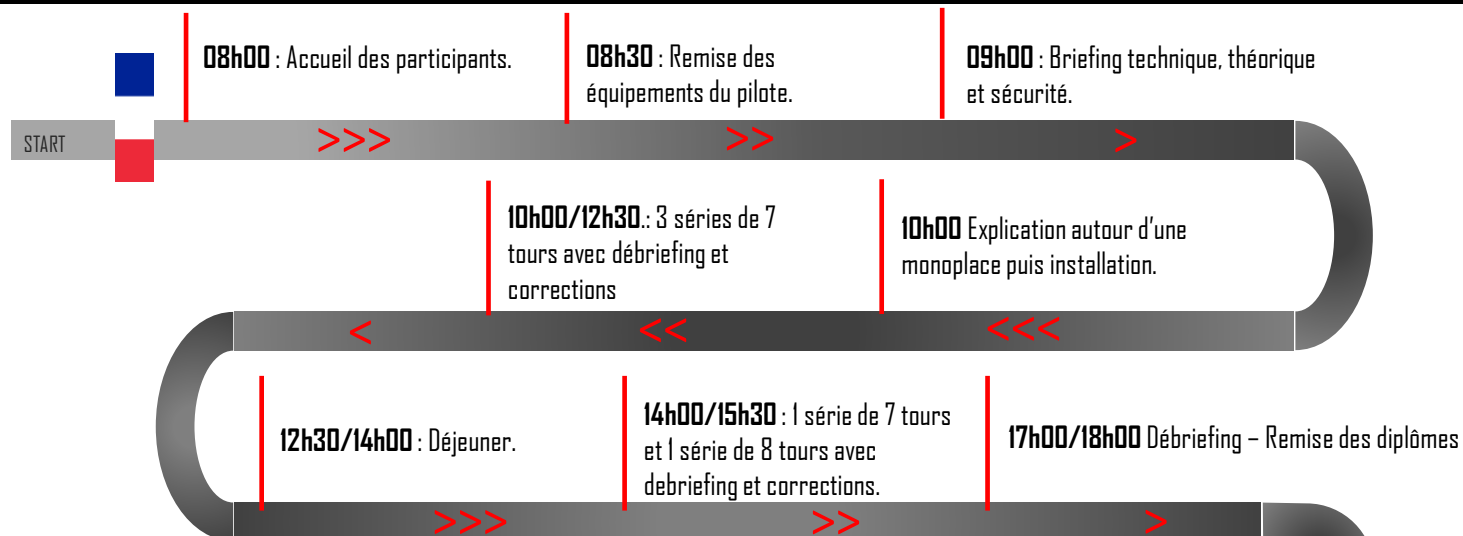 08h00 : Accueil des participants.
08h30 : Remise des
équipements du pilote.
09h00 : Briefing technique, théorique
et sécurité.
START
>>>
>>
>
10h00 Explication autour d'une
monoplace puis installation.
10h00/12h30.: 3 séries de 7
tours avec débriefing et
corrections
<<<
<<
<
12h30/14h00 : Déjeuner.
14h00/15h30 : 1 série de 7 tours
et 1 série de 8 tours avec
debriefing et corrections.
17h00/18h00 Débriefing – Remise des diplômes
>>>
>>
>